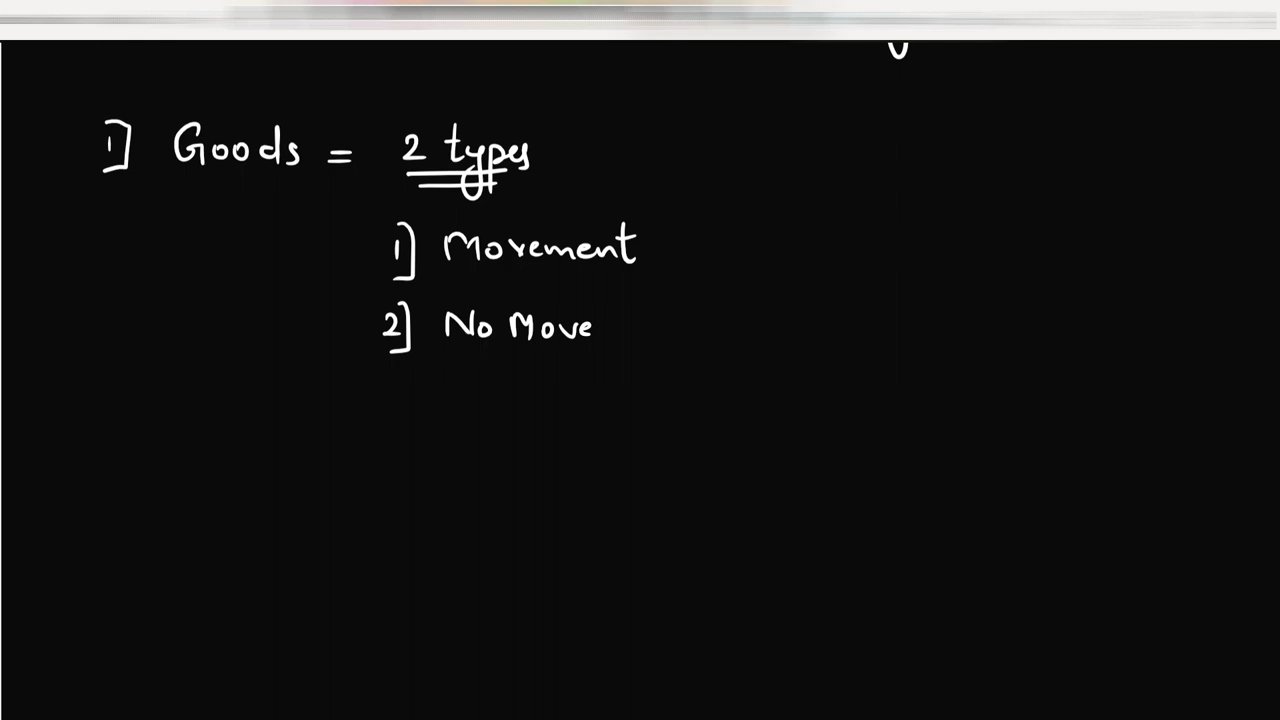 1] Goods = 2 types
1] Movement
2] No Move